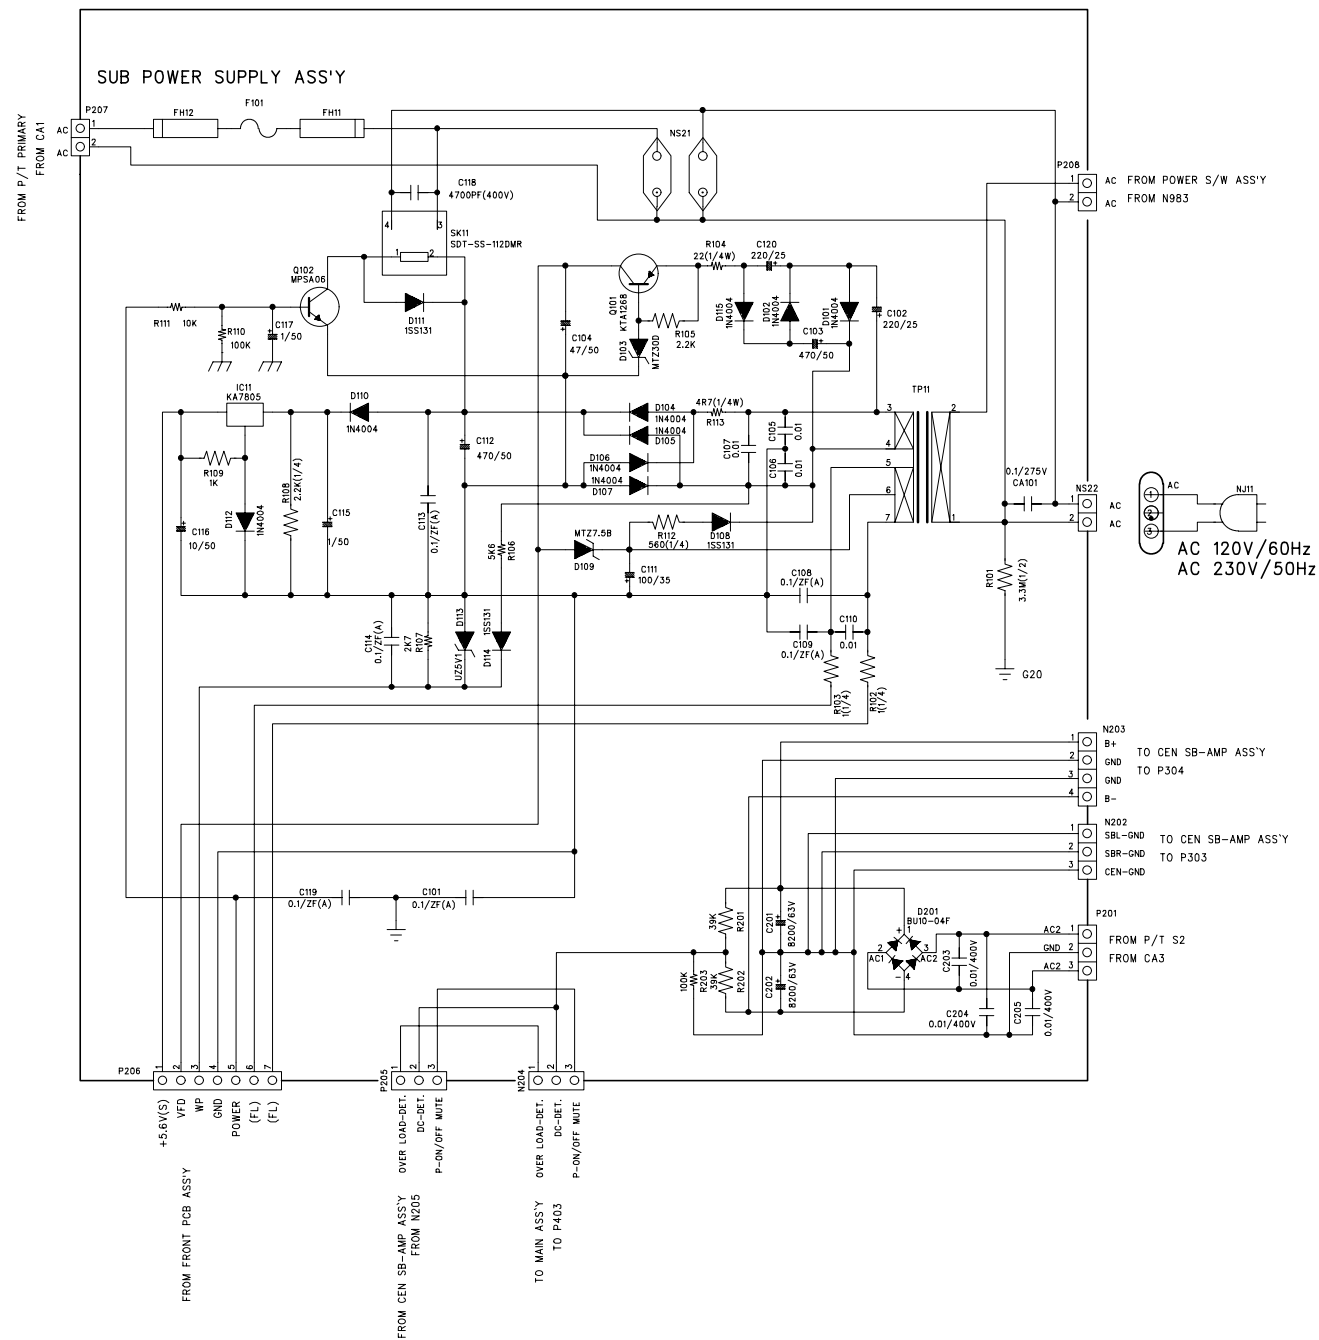 SUB POWER SUPPLY ASS'Y
FROM P/T PRIMARY
FROM CA1
P207
AC 1
AC 2
FH12
F101
FH11
NS21
P208
1 AC
2 AC
FROM POWER S/W ASS'Y
FROM N983
C118
4700PF(400V)
4
3
SK11
SDT-SS-112DMR
1
2
Q102
MPSA06
D111
1SS131
R111 10K
R110
100K
C117
1/50
C104
47/50
Q101
KTA1268
D103
MTZ30D
R105
2.2K
R104
22(1/4W)
C120
220/25
D115
1N4004
D102
1N4004
D101
1N4004
C103
470/50
C102
220/25
IC11
KA7805
D110
1N4004
R109
1K
R108
2.2K(1/4)
C116
10/50
D112
1N4004
C115
1/50
C113
0.1/ZF(A)
C112
470/50
D104
1N4004
1N4004
D105
D106
1N4004
1N4004
D107
4R7(1/4W)
R113
C107
0.01
C105
0.01
C106
0.01
TP11
3
4
5
6
7
2
1
5K6
R106
MTZ7.5B
D109
R112
560(1/4)
D108
1SS131
C111
100/35
C108
0.1/ZF(A)
C109
0.1/ZF(A)
C110
0.01
R103
1(1/4)
R102
1(1/4)
C114
0.1/ZF(A)
2K7
R107
D113
UZ5V1
1SS131
D114
0.1/275V
CA101
NS22
1 AC
2 AC
R101
3.3M(1/2)
G20
AC
1
2
3
NJ11
AC 120V/60Hz
AC 230V/50Hz
N203
1 B+
2 GND
3 GND
4 B-
TO CEN SB-AMP ASS'Y
TO P304
N202
1 SBL-GND
2 SBR-GND
3 CEN-GND
TO CEN SB-AMP ASS'Y
TO P303
C119
0.1/ZF(A)
C101
0.1/ZF(A)
39K
R201
C201
8200/63V
100K
R203
39K
R202
C202
8200/63V
D201
BU10-04F
+ 1
2
AC1
3
AC2
- 4
C203
0.01/400V
C204
0.01/400V
C205
0.01/400V
P201
AC2 1
GND 2
AC2 3
FROM P/T S2
FROM CA3
P206
1
2
3
4
5
6
7
+5.6V(S)
VFD
WP
GND
POWER
(FL)
(FL)
FROM FRONT PCB ASS'Y
P205
1
2
3
OVER LOAD-DET.
DC-DET.
P-ON/OFF MUTE
FROM CEN SB-AMP ASS'Y
FROM N205
N204
1
2
3
OVER LOAD-DET.
DC-DET.
P-ON/OFF MUTE
TO MAIN ASS'Y
TO P403